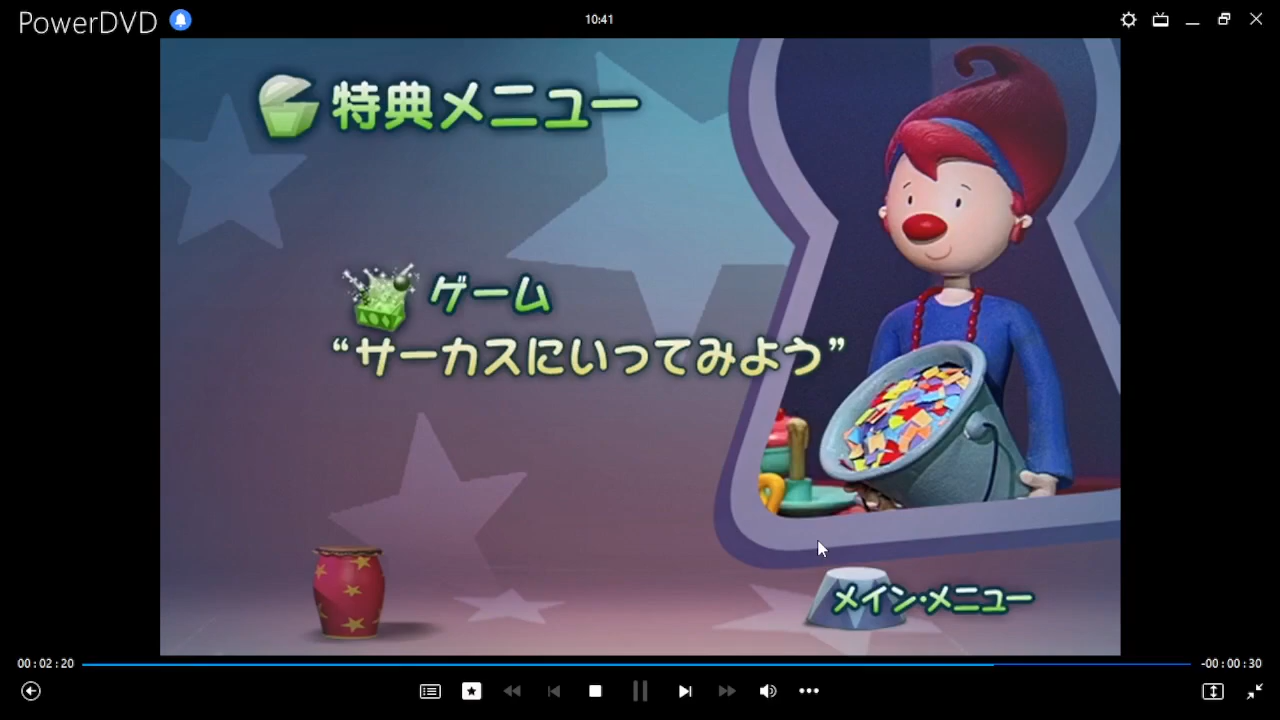 PowerDVD
10:41
特典メニュー
ゲーム
“サーカスにいってみよう”
メイン・メニュー
00:02:20
-00:00:30